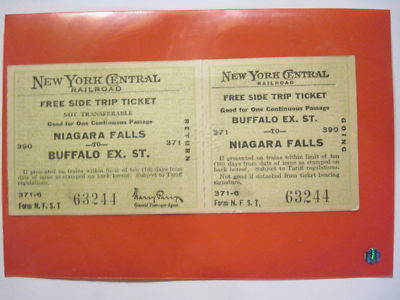 NEW YORK CENTRAL
RAILROAD
FREE SIDE TRIP TICKET
NOT TRANSFERABLE
Good for One Continuous Passage
NIAGARA FALLS
390 —TO— 371
BUFFALO EX. ST.
RETURN
If presented on trains within limit of ten (10) days from
date of issue as stamped on back hereof. Subject to Tariff
regulations.
371-6
Form N. F. S. T.
63244
General Passenger Agent
NEW YORK CENTRAL
RAILROAD
FREE SIDE TRIP TICKET
Good for One Continuous Passage
BUFFALO EX. ST.
371 —TO— 390
NIAGARA FALLS
GOING
If presented on trains within limit of ten (10) days from
date of issue as stamped on back hereof. Subject to
Tariff regulations.
Not good if detached from bearing
signature.
371-6
Form N. F. S. T.
63244